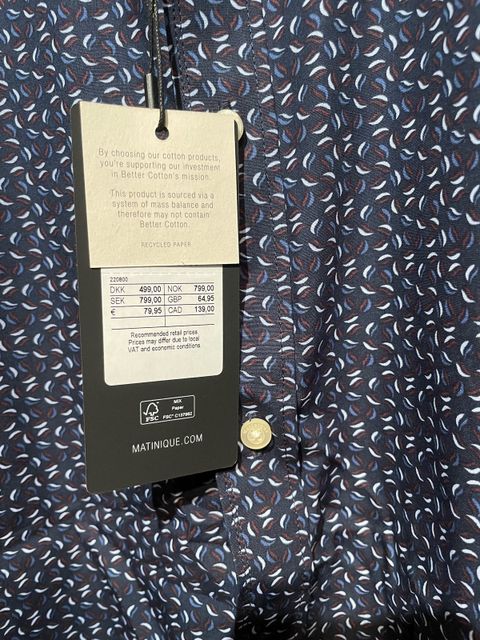 By choosing our cotton products,
you're supporting our investment
in Better Cotton's mission.
This product is sourced via a
system of mass balance and
therefore may not contain
Better Cotton.
RECYCLED PAPER
220800
DKK 499,00 NOK 799,00
SEK 799,00 GBP 64,95
€ 79,95 CAD 139,00
Recommended retail prices.
Prices may differ due to local
VAT and economic conditions
FSC
MIX
Paper
FSC® C137982
MATINIQUE.COM